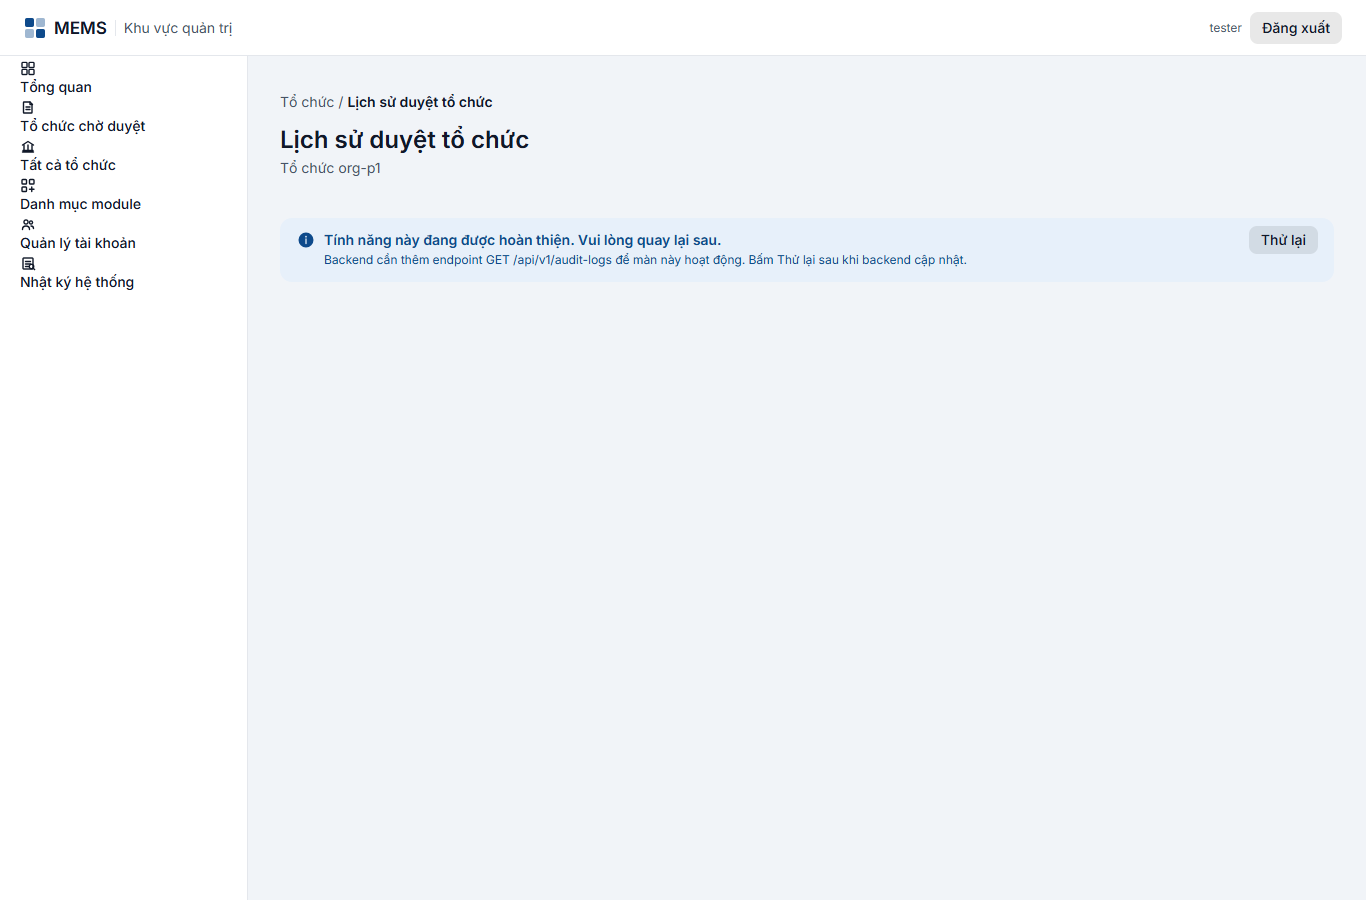 MEMS
Khu vực quản trị
tester
Đăng xuất
Tổng quan
Tổ chức chờ duyệt
Tất cả tổ chức
Danh mục module
Quản lý tài khoản
Nhật ký hệ thống
Tổ chức / Lịch sử duyệt tổ chức
Lịch sử duyệt tổ chức
Tổ chức org-p1
Tính năng này đang được hoàn thiện. Vui lòng quay lại sau.
Thử lại
Backend cần thêm endpoint GET /api/v1/audit-logs để màn này hoạt động. Bấm Thử lại sau khi backend cập nhật.